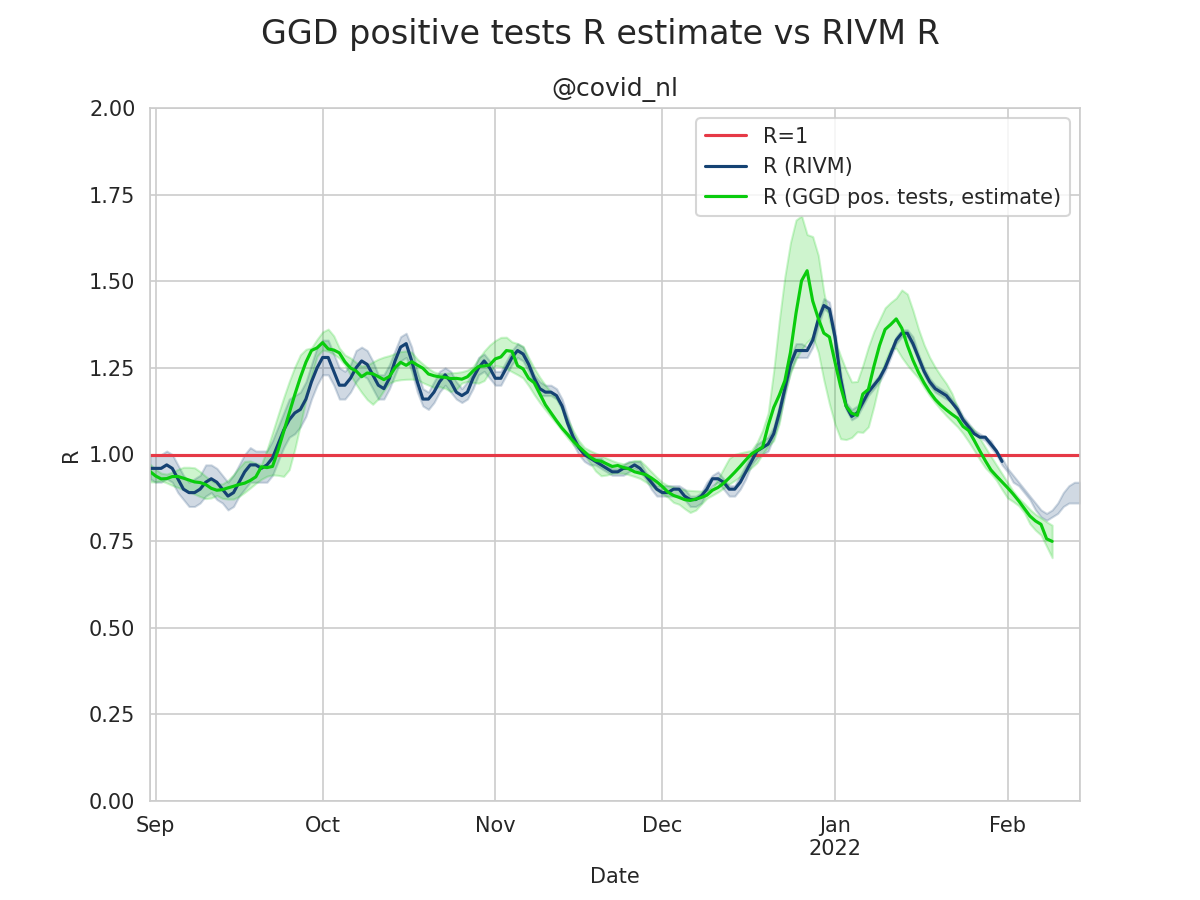 GGD positive tests R estimate vs RIVM R
@covid_nl
R=1
R (RIVM)
R (GGD pos. tests, estimate)
2.00
1.75
1.50
1.25
1.00
0.75
0.50
0.25
0.00
R
Sep Oct Nov Dec Jan Feb
2022
Date